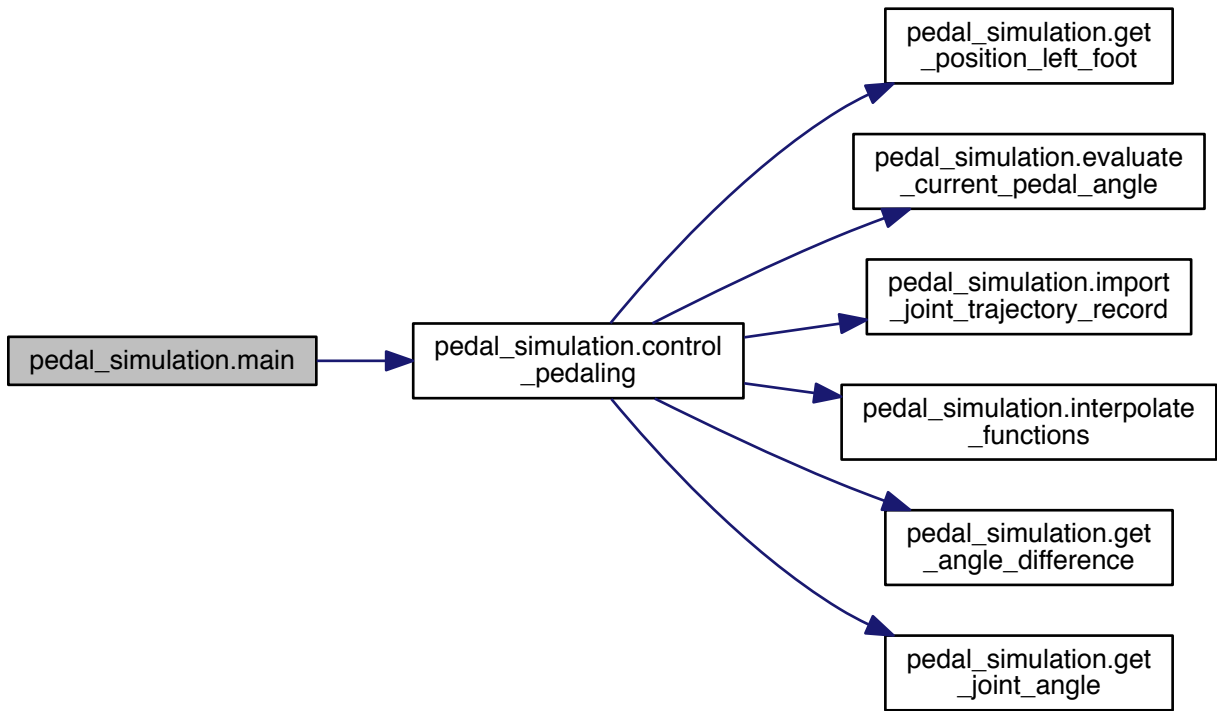 pedal_simulation.main
pedal_simulation.control
_pedaling
pedal_simulation.get
_position_left_foot
pedal_simulation.evaluate
_current_pedal_angle
pedal_simulation.import
_joint_trajectory_record
pedal_simulation.interpolate
_functions
pedal_simulation.get
_angle_difference
pedal_simulation.get
_joint_angle